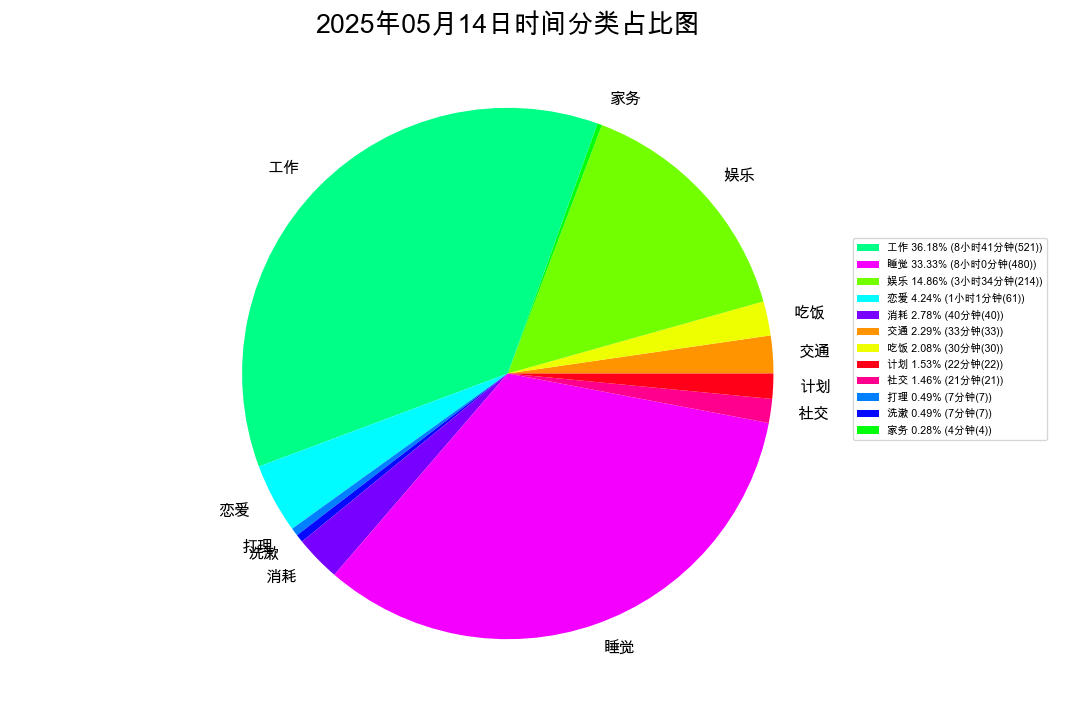 2025年05月14日时间分类占比图
家务
工作
娱乐
吃饭
交通
计划
社交
恋爱
打理
洗漱
消耗
睡觉
工作 36.18% (8小时41分钟(521))
睡觉 33.33% (8小时0分钟(480))
娱乐 14.86% (3小时34分钟(214))
恋爱 4.24% (1小时1分钟(61))
消耗 2.78% (40分钟(40))
交通 2.29% (33分钟(33))
吃饭 2.08% (30分钟(30))
计划 1.53% (22分钟(22))
社交 1.46% (21分钟(21))
打理 0.49% (7分钟(7))
洗漱 0.49% (7分钟(7))
家务 0.28% (4分钟(4))